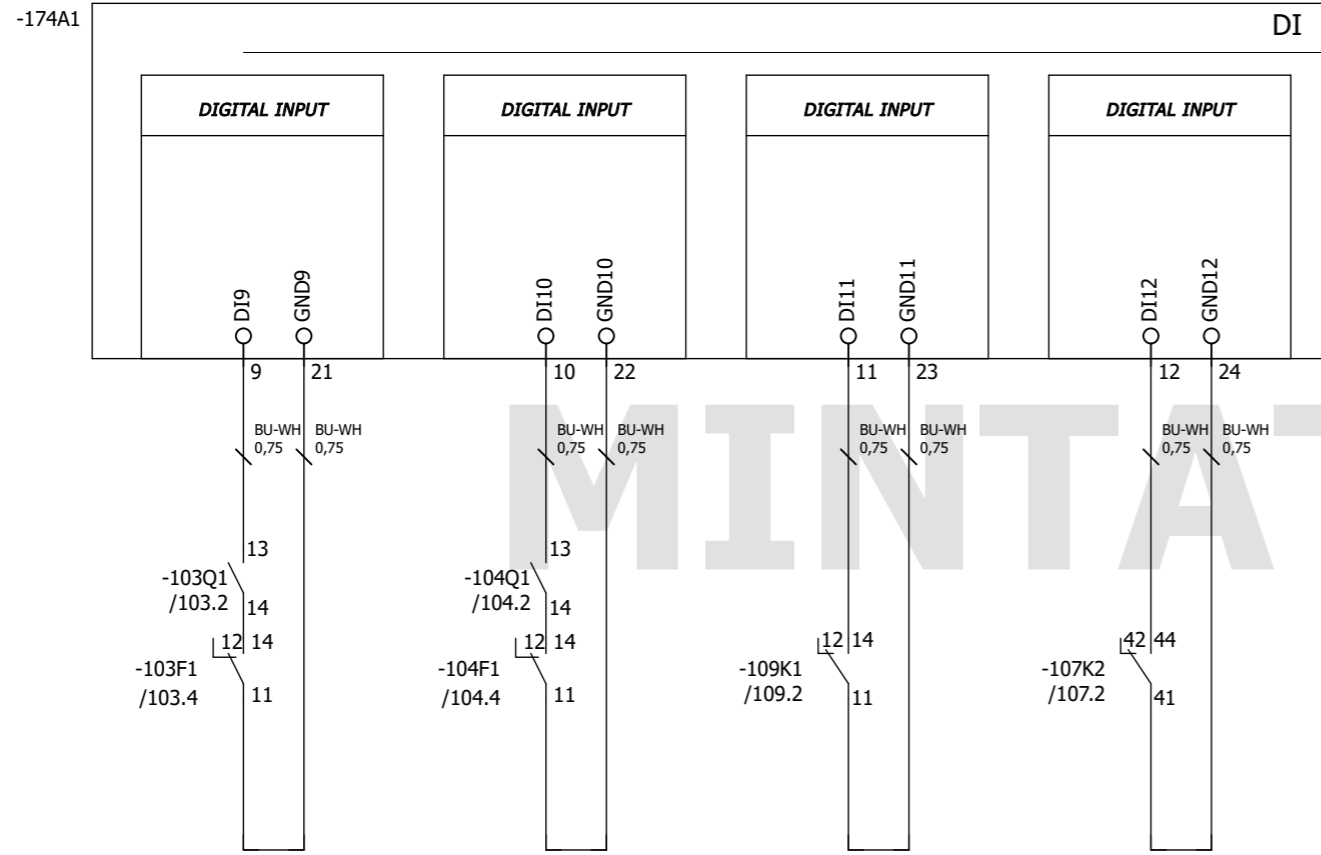 -174A1
DI
DIGITAL INPUT
DIGITAL INPUT
DIGITAL INPUT
DIGITAL INPUT
DI9 GND9
DI10 GND10
DI11 GND11
DI12 GND12
9 21
10 22
11 23
12 24
MINTAT
BU-WH BU-WH
0,75 0,75
BU-WH BU-WH
0,75 0,75
BU-WH BU-WH
0,75 0,75
BU-WH BU-WH
0,75 0,75
13
-103Q1
/103.2 14
12 14
-103F1
/103.4 11
13
-104Q1
/104.2 14
12 14
-104F1
/104.4 11
12 14
-109K1
/109.2 11
42 44
-107K2
/107.2 41